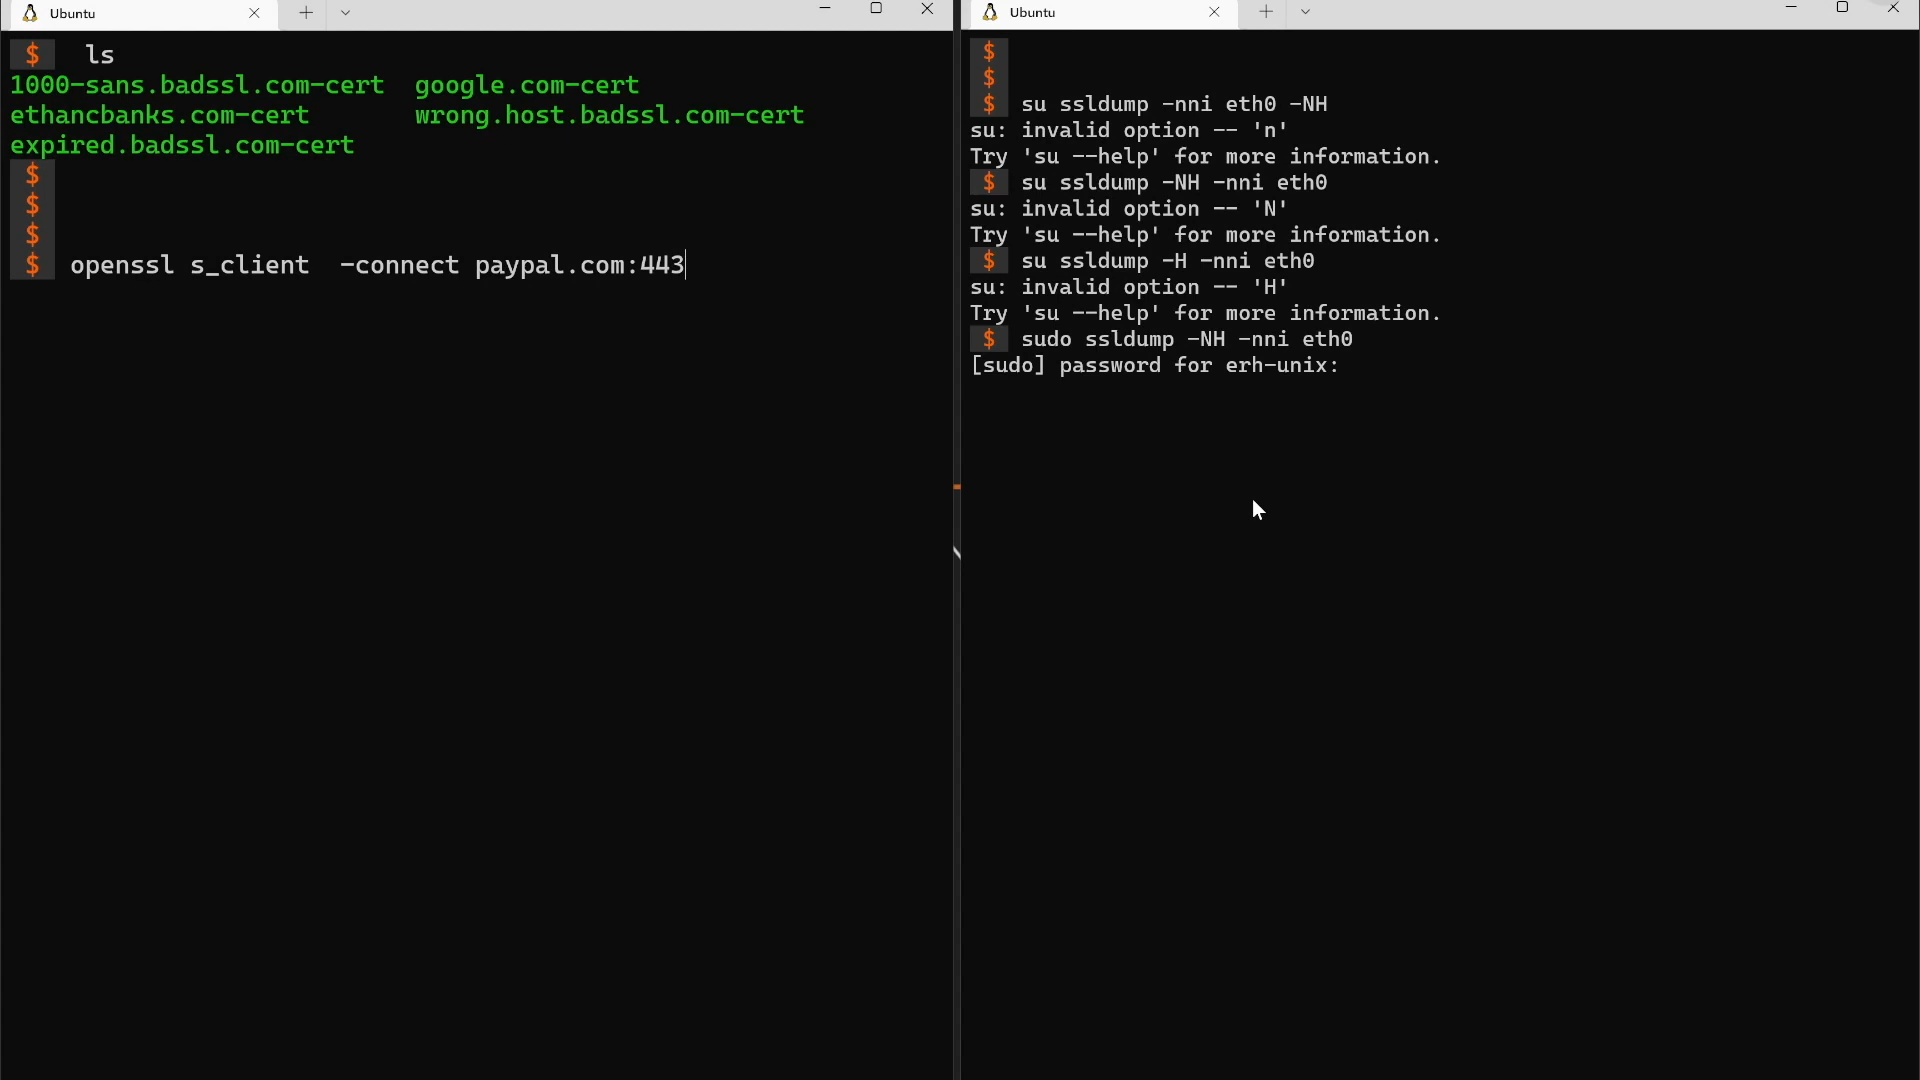 Ubuntu
$ ls
1000-sans.badssl.com-cert google.com-cert
ethancbanks.com-cert wrong.host.badssl.com-cert
expired.badssl.com-cert
$
$
$
$ openssl s_client -connect paypal.com:443
Ubuntu
$
$
$ su ssldump -nni eth0 -NH
su: invalid option -- 'n'
Try 'su --help' for more information.
$ su ssldump -NH -nni eth0
su: invalid option -- 'N'
Try 'su --help' for more information.
$ su ssldump -H -nni eth0
su: invalid option -- 'H'
Try 'su --help' for more information.
$ sudo ssldump -NH -nni eth0
[sudo] password for erh-unix: